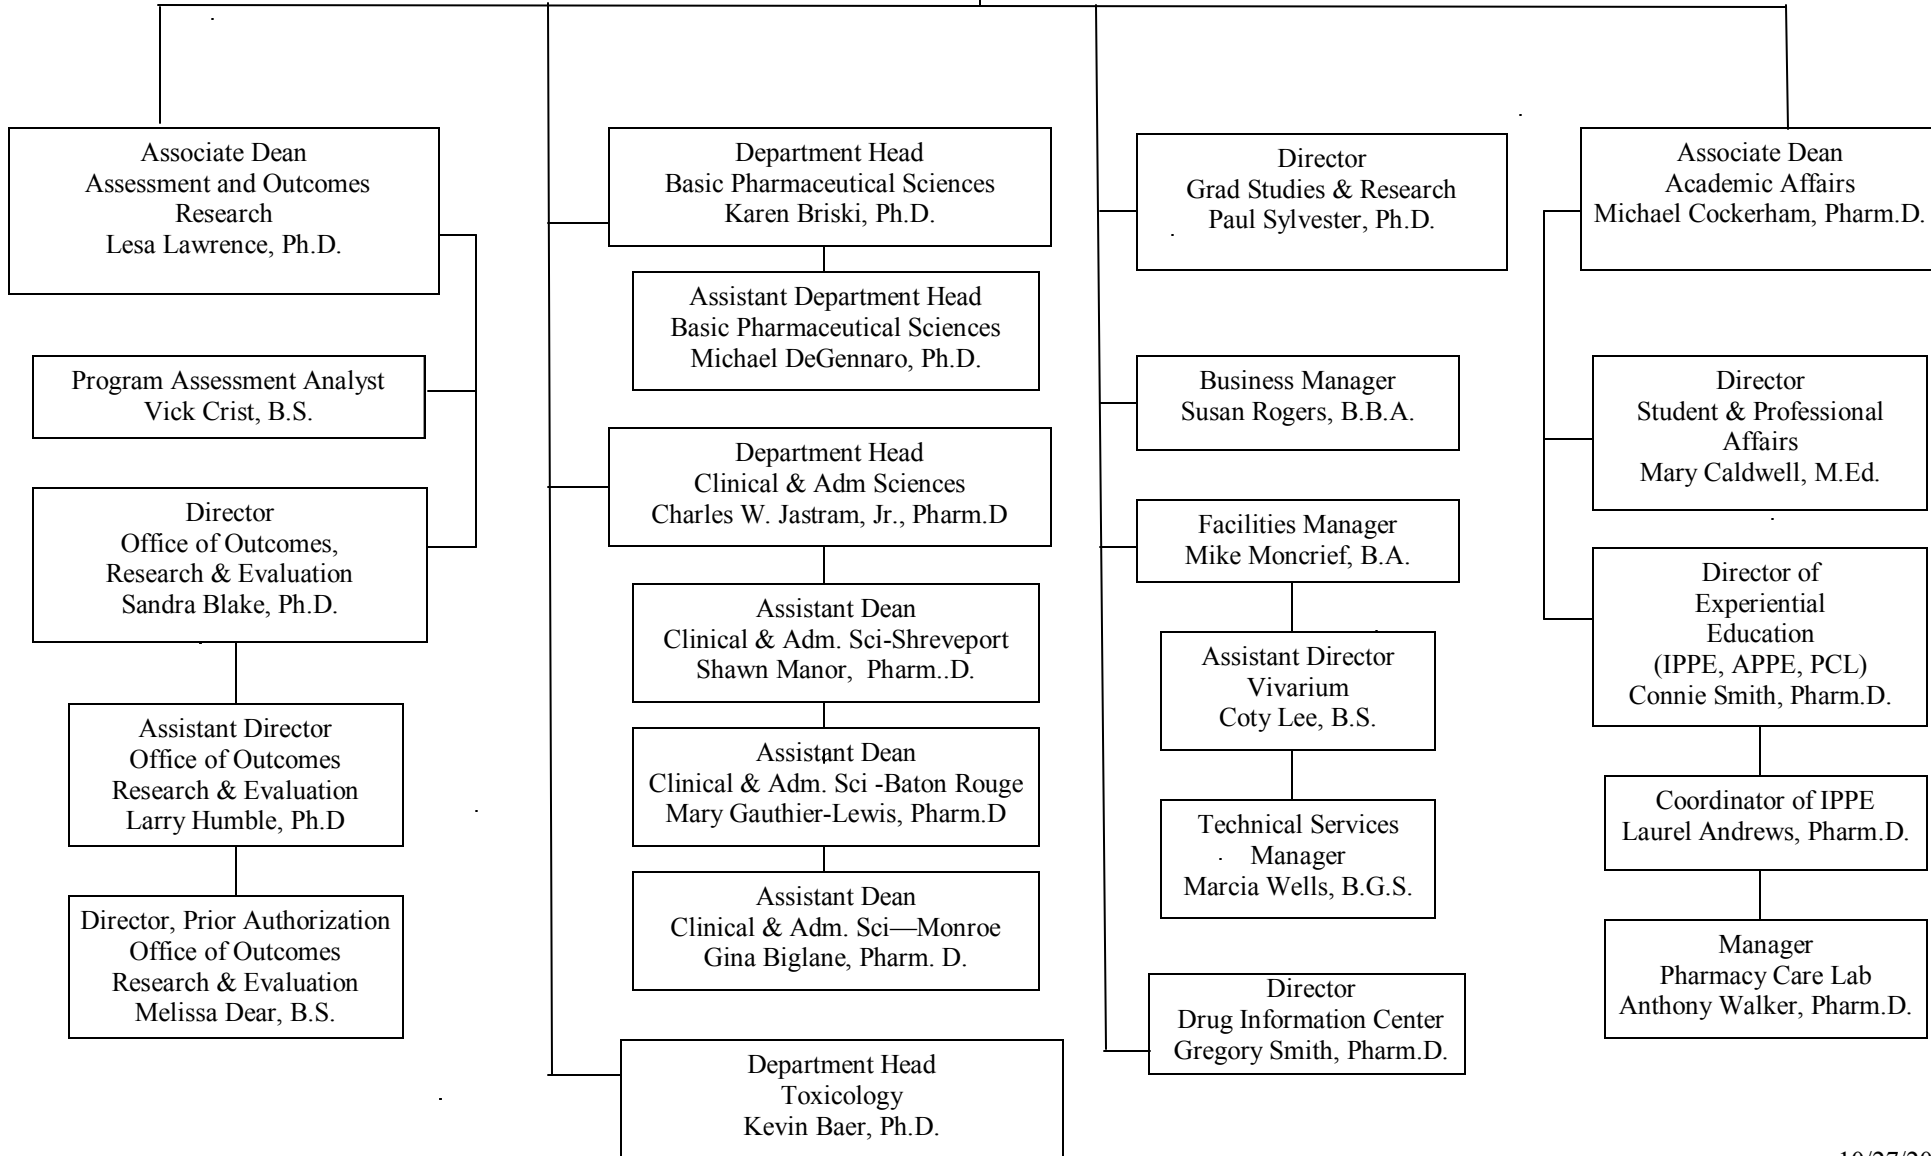 Associate Dean
Assessment and Outcomes
Research
Lesa Lawrence, Ph.D.
Program Assessment Analyst
Vick Crist, B.S.
Director
Office of Outcomes,
Research & Evaluation
Sandra Blake, Ph.D.
Assistant Director
Office of Outcomes
Research & Evaluation
Larry Humble, Ph.D
Director, Prior Authorization
Office of Outcomes
Research & Evaluation
Melissa Dear, B.S.
Department Head
Basic Pharmaceutical Sciences
Karen Briski, Ph.D.
Assistant Department Head
Basic Pharmaceutical Sciences
Michael DeGennaro, Ph.D.
Department Head
Clinical & Adm Sciences
Charles W. Jastram, Jr., Pharm.D
Assistant Dean
Clinical & Adm. Sci-Shreveport
Shawn Manor,  Pharm..D.
Assistant Dean
Clinical & Adm. Sci -Baton Rouge
Mary Gauthier-Lewis, Pharm.D
Assistant Dean
Clinical & Adm. Sci—Monroe
Gina Biglane, Pharm. D.
Department Head
Toxicology
Kevin Baer, Ph.D.
Director
Grad Studies & Research
Paul Sylvester, Ph.D.
Business Manager
Susan Rogers, B.B.A.
Facilities Manager
Mike Moncrief, B.A.
Assistant Director
Vivarium
Coty Lee, B.S.
Technical Services
Manager
Marcia Wells, B.G.S.
Director
Drug Information Center
Gregory Smith, Pharm.D.
Associate Dean
Academic Affairs
Michael Cockerham, Pharm.D.
Director
Student & Professional
Affairs
Mary Caldwell, M.Ed.
Director of
Experiential
Education
(IPPE, APPE, PCL)
Connie Smith, Pharm.D.
Coordinator of IPPE
Laurel Andrews, Pharm.D.
Manager
Pharmacy Care Lab
Anthony Walker, Pharm.D.